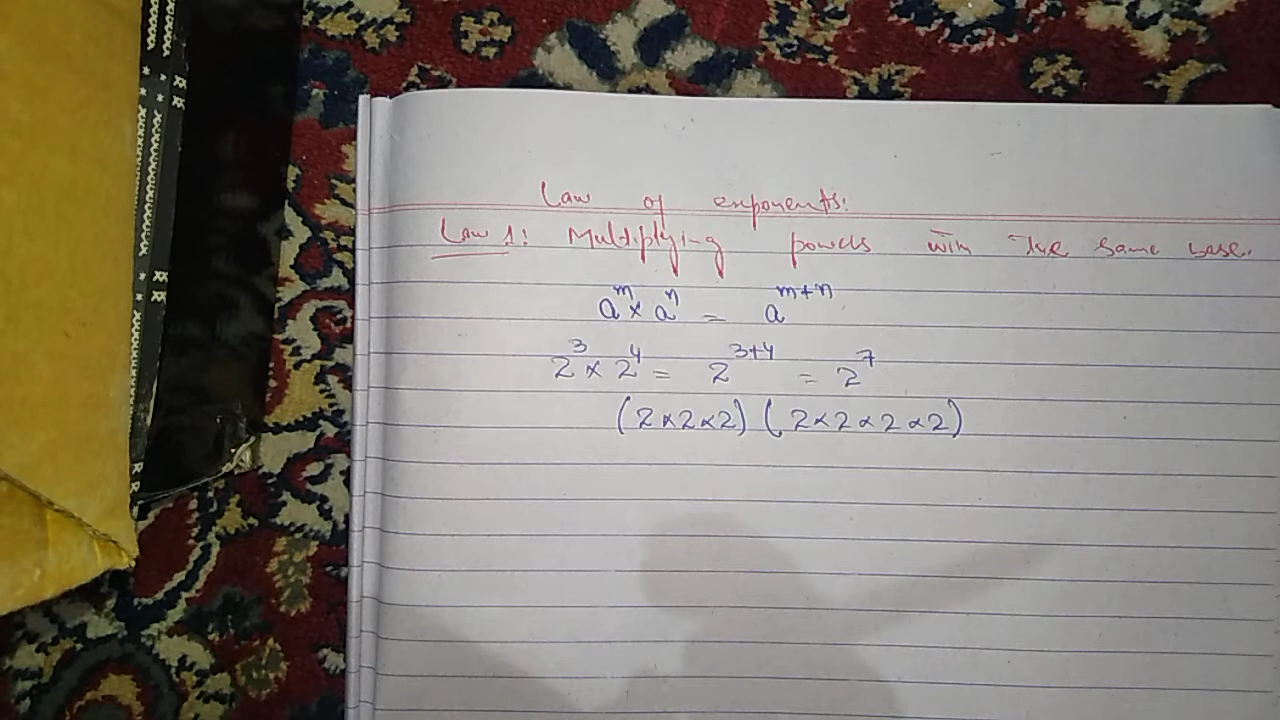 Law of exponents:
Law 1: Multiplying powers with the same base.
a^m × a^n = a^m+n
2^3 × 2^4 = 2^3+4 = 2^7
(2×2×2) (2×2×2×2)